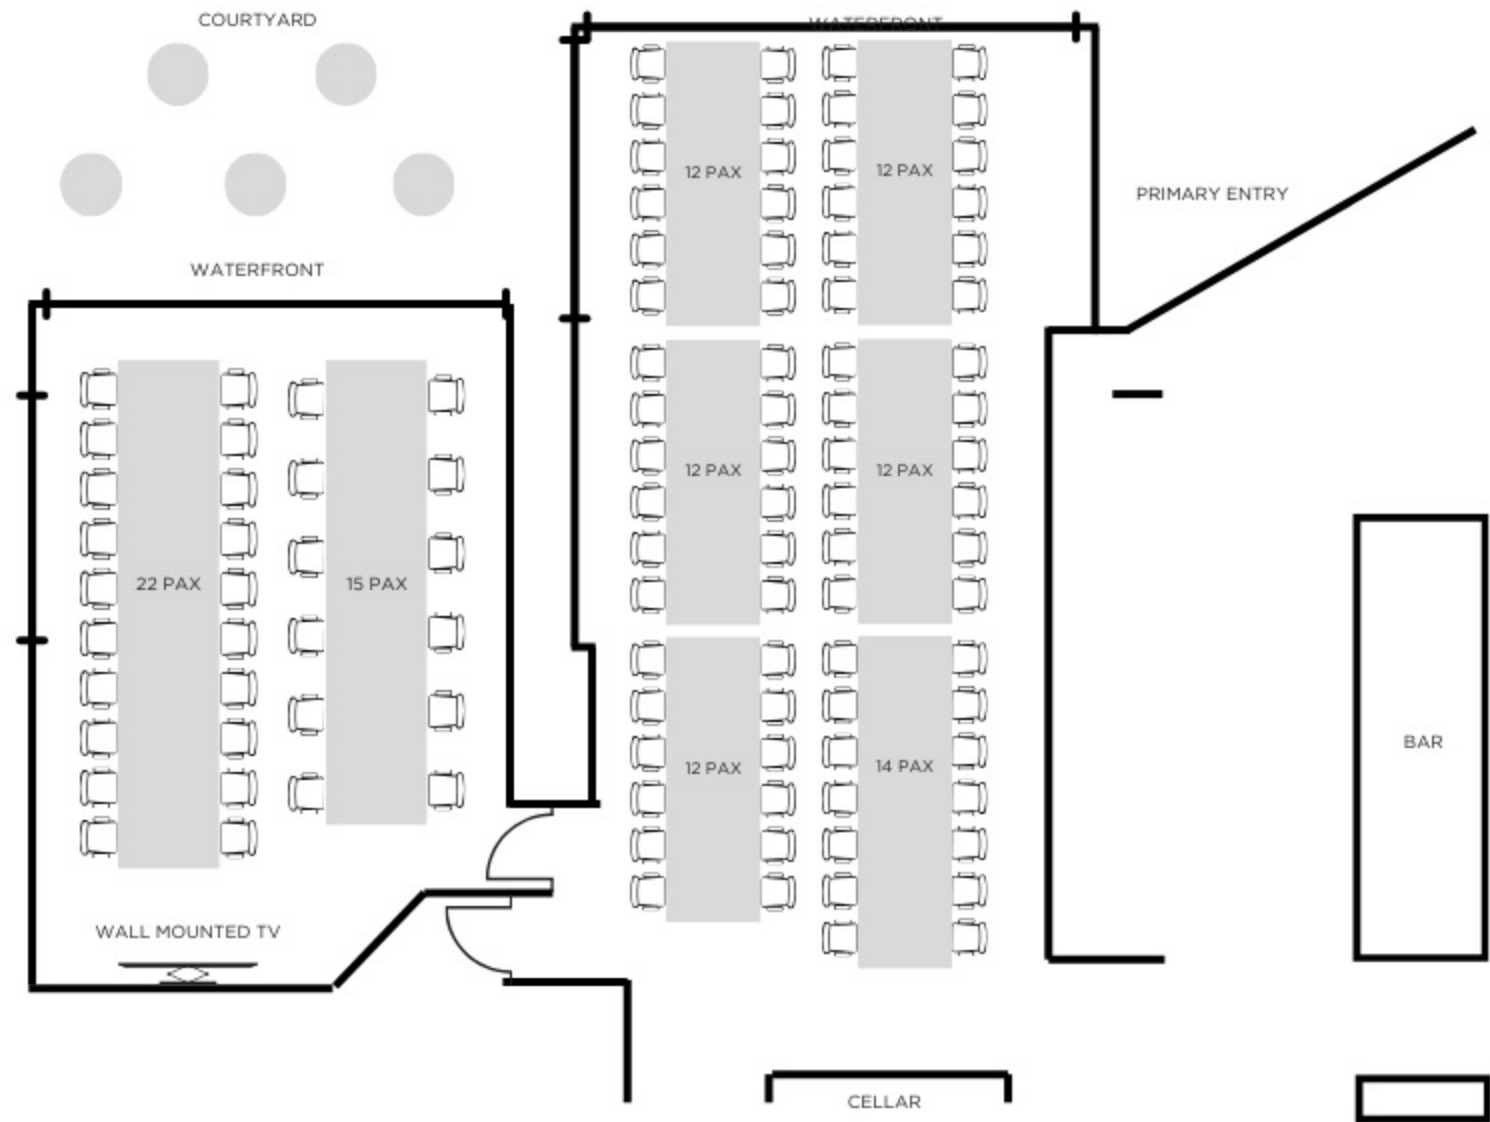 COURTYARD
WATERFRONT
12 PAX
12 PAX
PRIMARY ENTRY
WATERFRONT
12 PAX
12 PAX
22 PAX
15 PAX
BAR
12 PAX
14 PAX
WALL MOUNTED TV
CELLAR